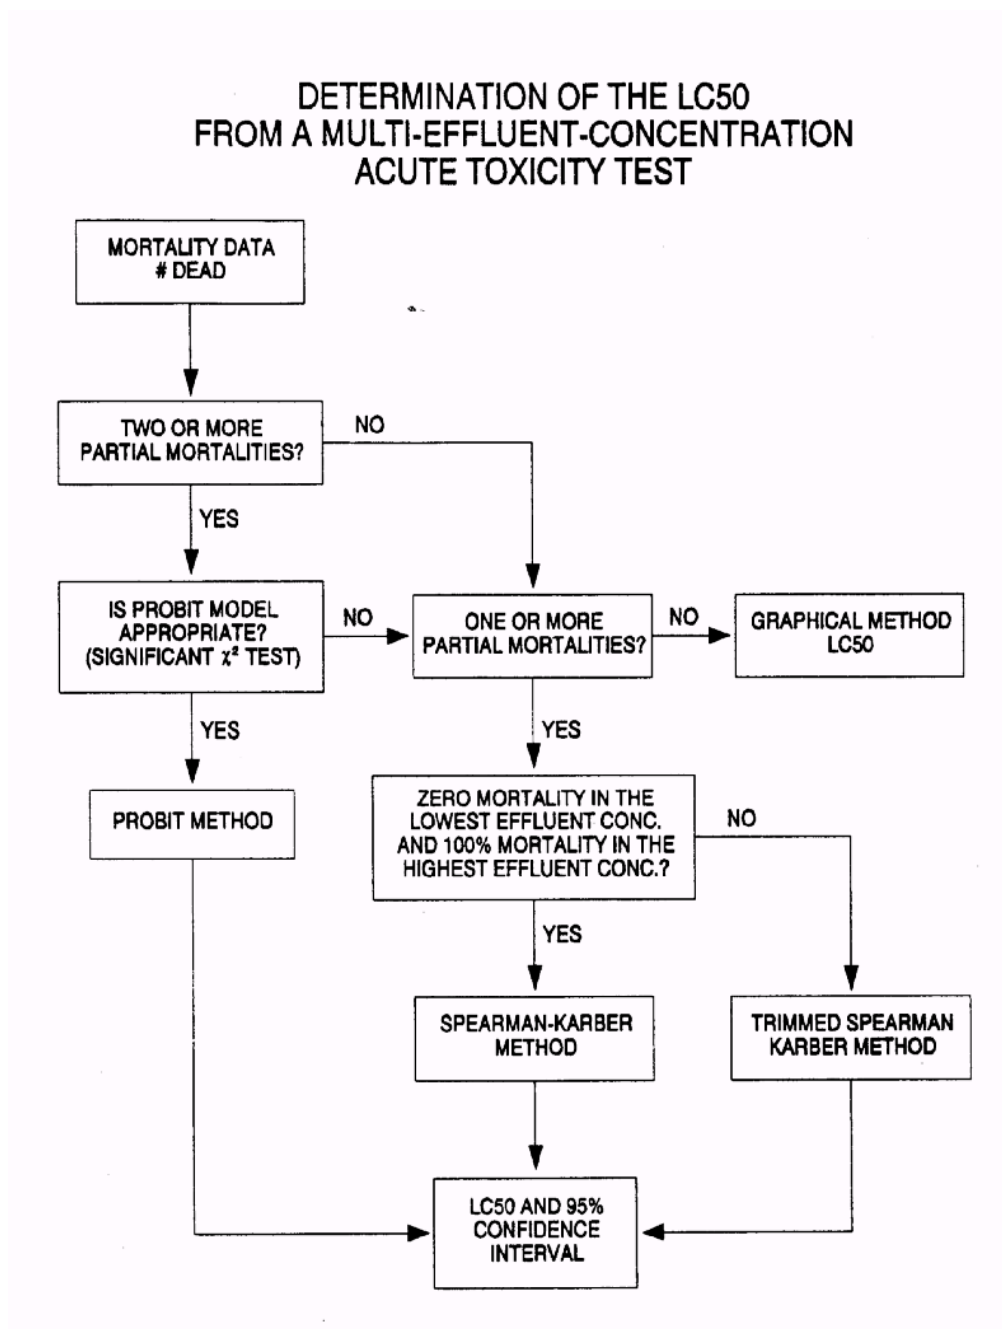 DETERMINATION OF THE LC50
FROM A MULTI-EFFLUENT-CONCENTRATION
ACUTE TOXICITY TEST
MORTALITY DATA
# DEAD
TWO OR MORE
PARTIAL MORTALITIES?
NO
YES
IS PROBIT MODEL
APPROPRIATE?
(SIGNIFICANT χ² TEST)
NO
ONE OR MORE
PARTIAL MORTALITIES?
NO
GRAPHICAL METHOD
LC50
YES
YES
PROBIT METHOD
ZERO MORTALITY IN THE
LOWEST EFFLUENT CONC.
AND 100% MORTALITY IN THE
HIGHEST EFFLUENT CONC.?
NO
YES
SPEARMAN-KARBER
METHOD
TRIMMED SPEARMAN
KARBER METHOD
LC50 AND 95%
CONFIDENCE
INTERVAL